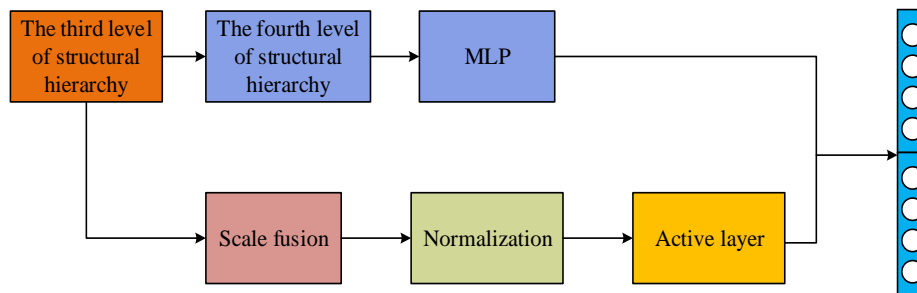 The third level
of structural
hierarchy
The fourth level
of structural
hierarchy
MLP
Scale fusion
Normalization
Active layer